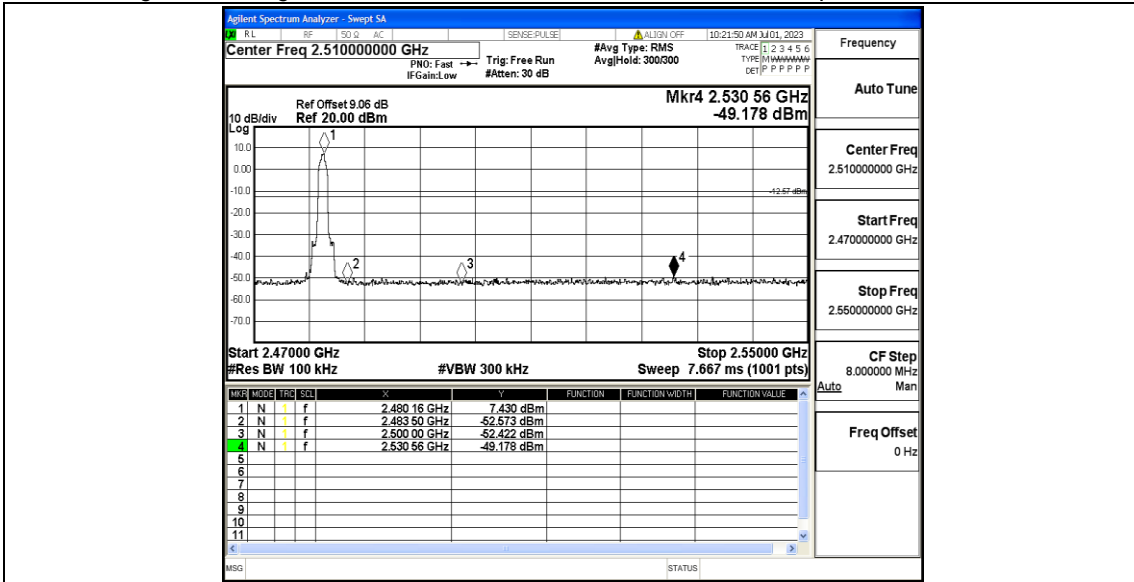 Agilent Spectrum Analyzer - Swept SA
RL RF 50 Ω AC SENSE:PULSE ALIGN OFF 10:21:50 AM Jul 01, 2023
Center Freq 2.510000000 GHz
PNO: Fast
IFGain:Low
Trig: Free Run
#Atten: 30 dB
#Avg Type: RMS
Avg|Hold: 300/300
TRACE 1 2 3 4 5 6
TYPE M WWWWW
DET P P P P P P
Mkr4 2.530 56 GHz
-49.178 dBm
Ref Offset 9.06 dB
10 dB/div Ref 20.00 dBm
Log
10.0
0.00
-10.0
-20.0
-30.0
-40.0
-50.0
-60.0
-70.0
1
2
3
4
-12.57 dBm
Start 2.47000 GHz Stop 2.55000 GHz
#Res BW 100 kHz #VBW 300 kHz Sweep 7.667 ms (1001 pts)
MKR MODE TRC SCL X Y FUNCTION FUNCTION WIDTH FUNCTION VALUE
1 N 1 f 2.480 16 GHz 7.430 dBm
2 N 1 f 2.483 50 GHz -52.573 dBm
3 N 1 f 2.500 00 GHz -52.422 dBm
4 N 1 f 2.530 56 GHz -49.178 dBm
5
6
7
8
9
10
11
MSG STATUS
Frequency
Auto Tune
Center Freq
2.510000000 GHz
Start Freq
2.470000000 GHz
Stop Freq
2.550000000 GHz
CF Step
8.000000 MHz
Auto Man
Freq Offset
0 Hz